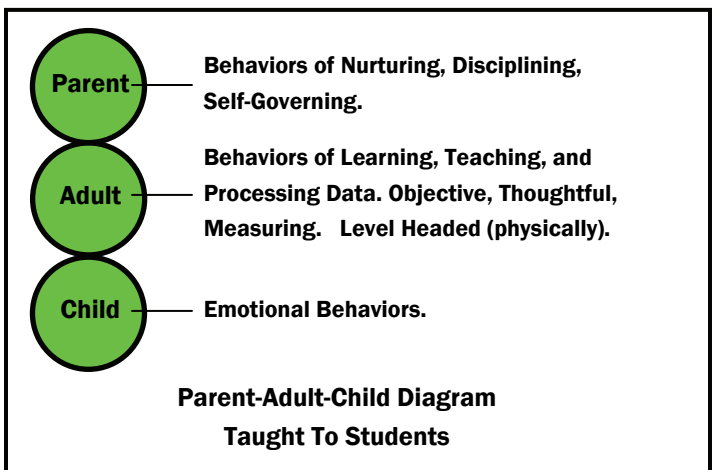 Parent
Behaviors of Nurturing, Disciplining,
Self-Governing.
Adult
Behaviors of Learning, Teaching, and
Processing Data. Objective, Thoughtful,
Measuring. Level Headed (physically).
Child
Emotional Behaviors.
Parent-Adult-Child Diagram
Taught To Students